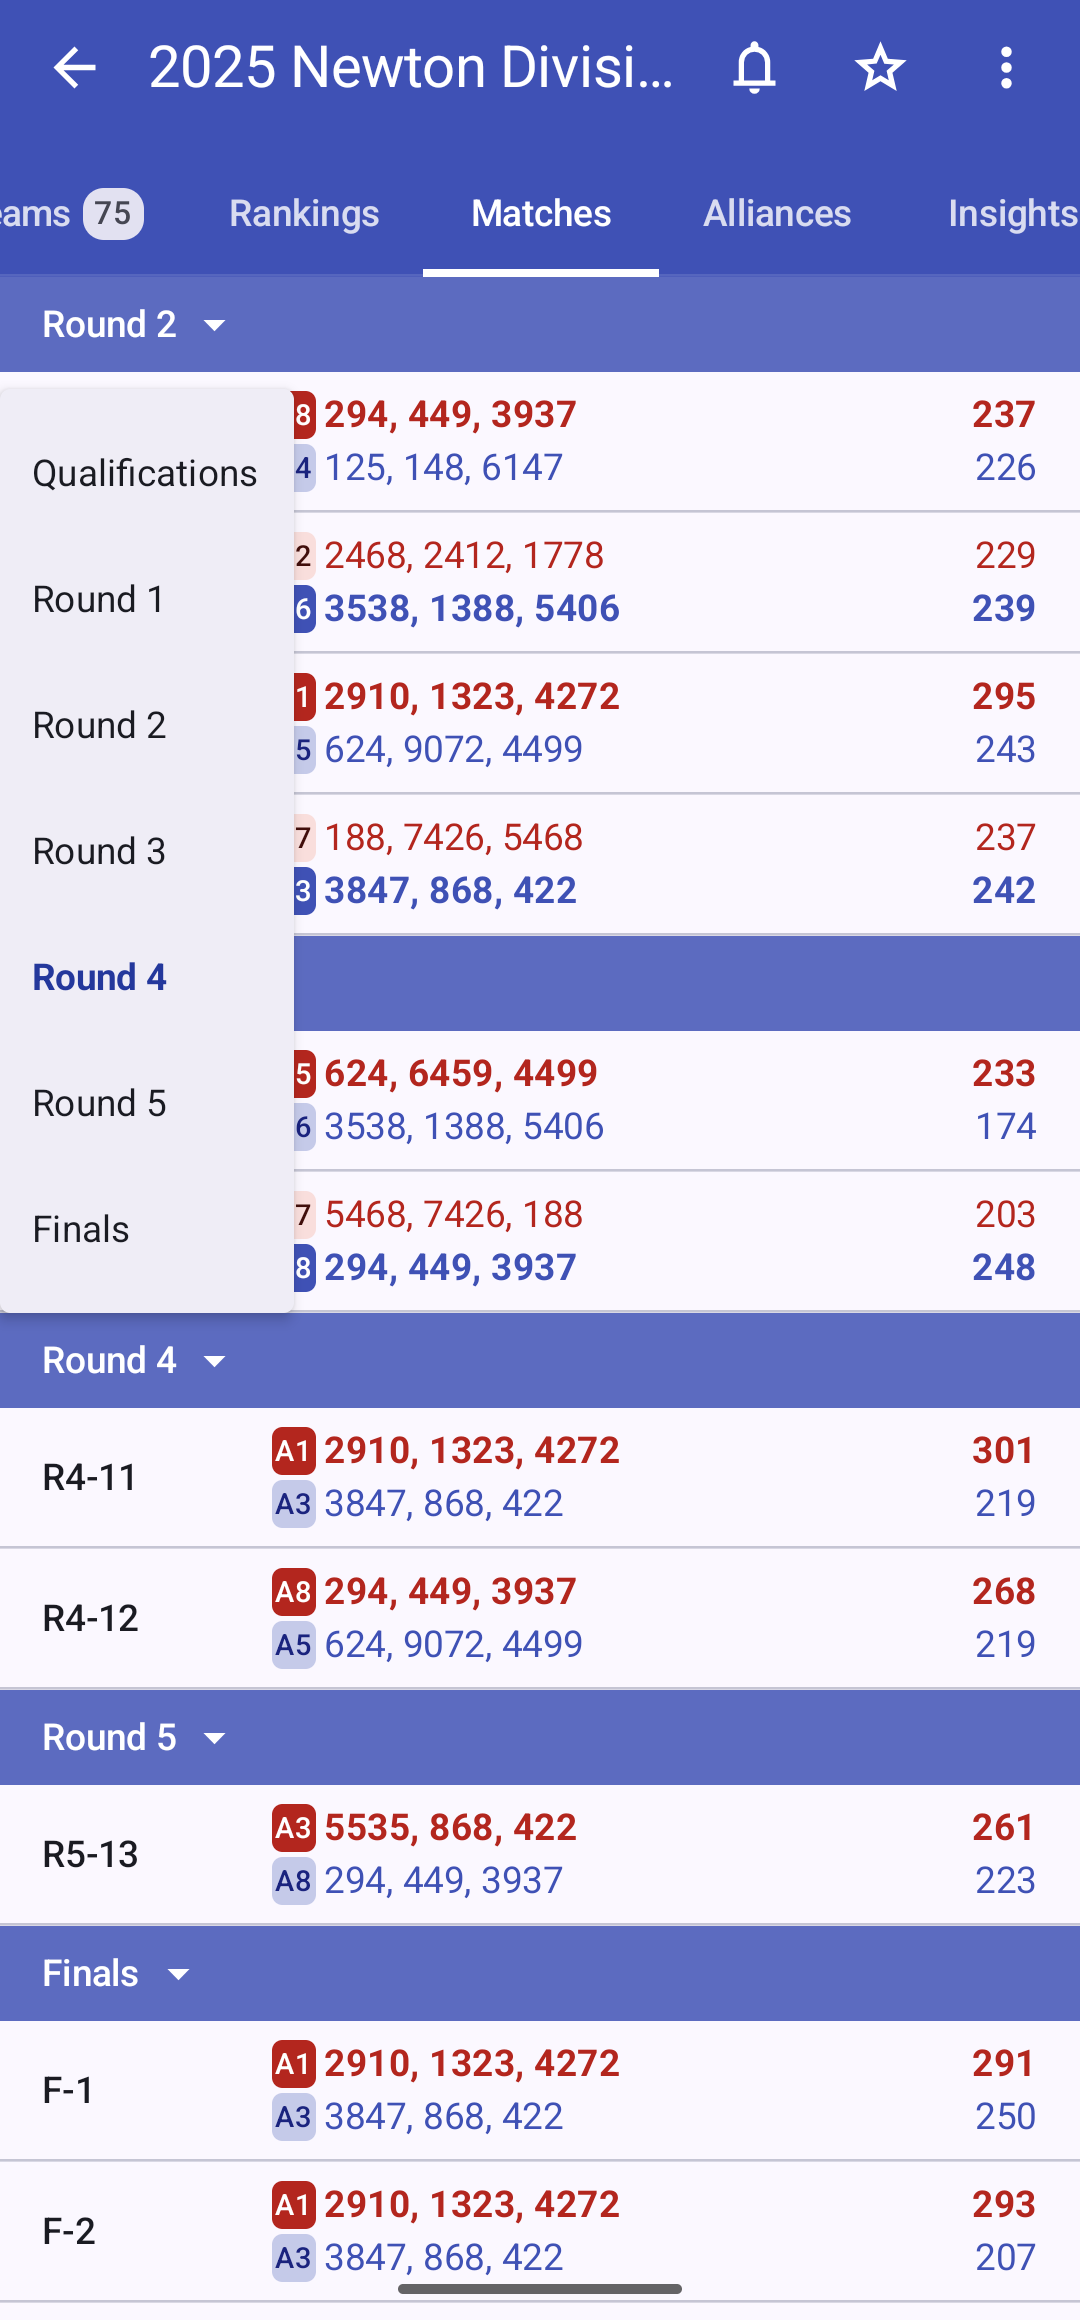 2025 Newton Divisi...
eams 75 Rankings Matches Alliances Insights
Round 2
8 294, 449, 3937 237
4 125, 148, 6147 226
Qualifications
2 2468, 2412, 1778 229
6 3538, 1388, 5406 239
Round 1
1 2910, 1323, 4272 295
5 624, 9072, 4499 243
Round 2
7 188, 7426, 5468 237
3 3847, 868, 422 242
Round 3
Round 4
5 624, 6459, 4499 233
6 3538, 1388, 5406 174
Round 5
7 5468, 7426, 188 203
8 294, 449, 3937 248
Finals
Round 4
R4-11
A1 2910, 1323, 4272 301
A3 3847, 868, 422 219
R4-12
A8 294, 449, 3937 268
A5 624, 9072, 4499 219
Round 5
R5-13
A3 5535, 868, 422 261
A8 294, 449, 3937 223
Finals
F-1
A1 2910, 1323, 4272 291
A3 3847, 868, 422 250
F-2
A1 2910, 1323, 4272 293
A3 3847, 868, 422 207